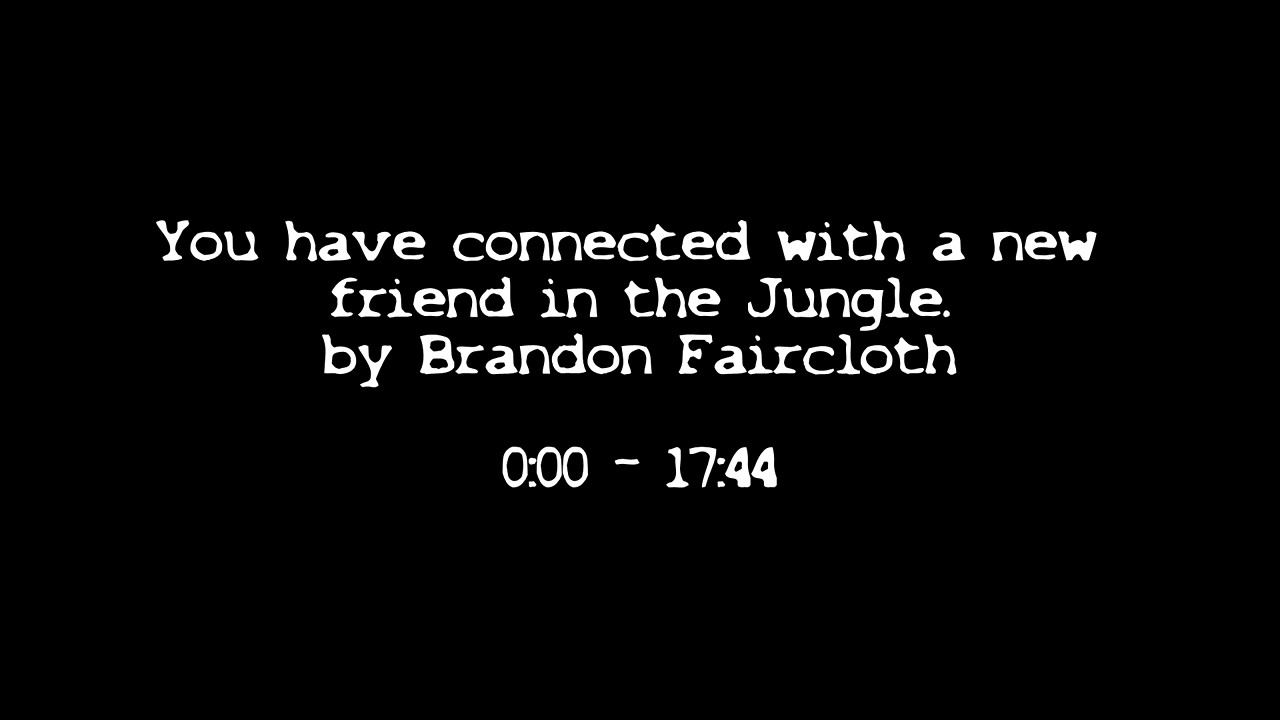 You have connected with a new
friend in the Jungle.
by Brandon Faircloth
0:00 - 17:44